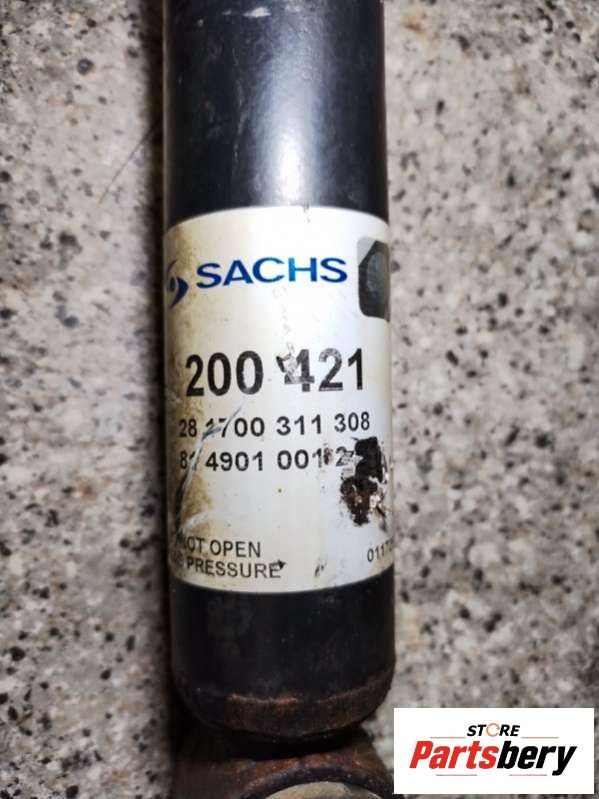 SACHS
200 421
28 1700 311 308
81 4901 001
NOT OPEN
PRESSURE
STORE
Partsbery